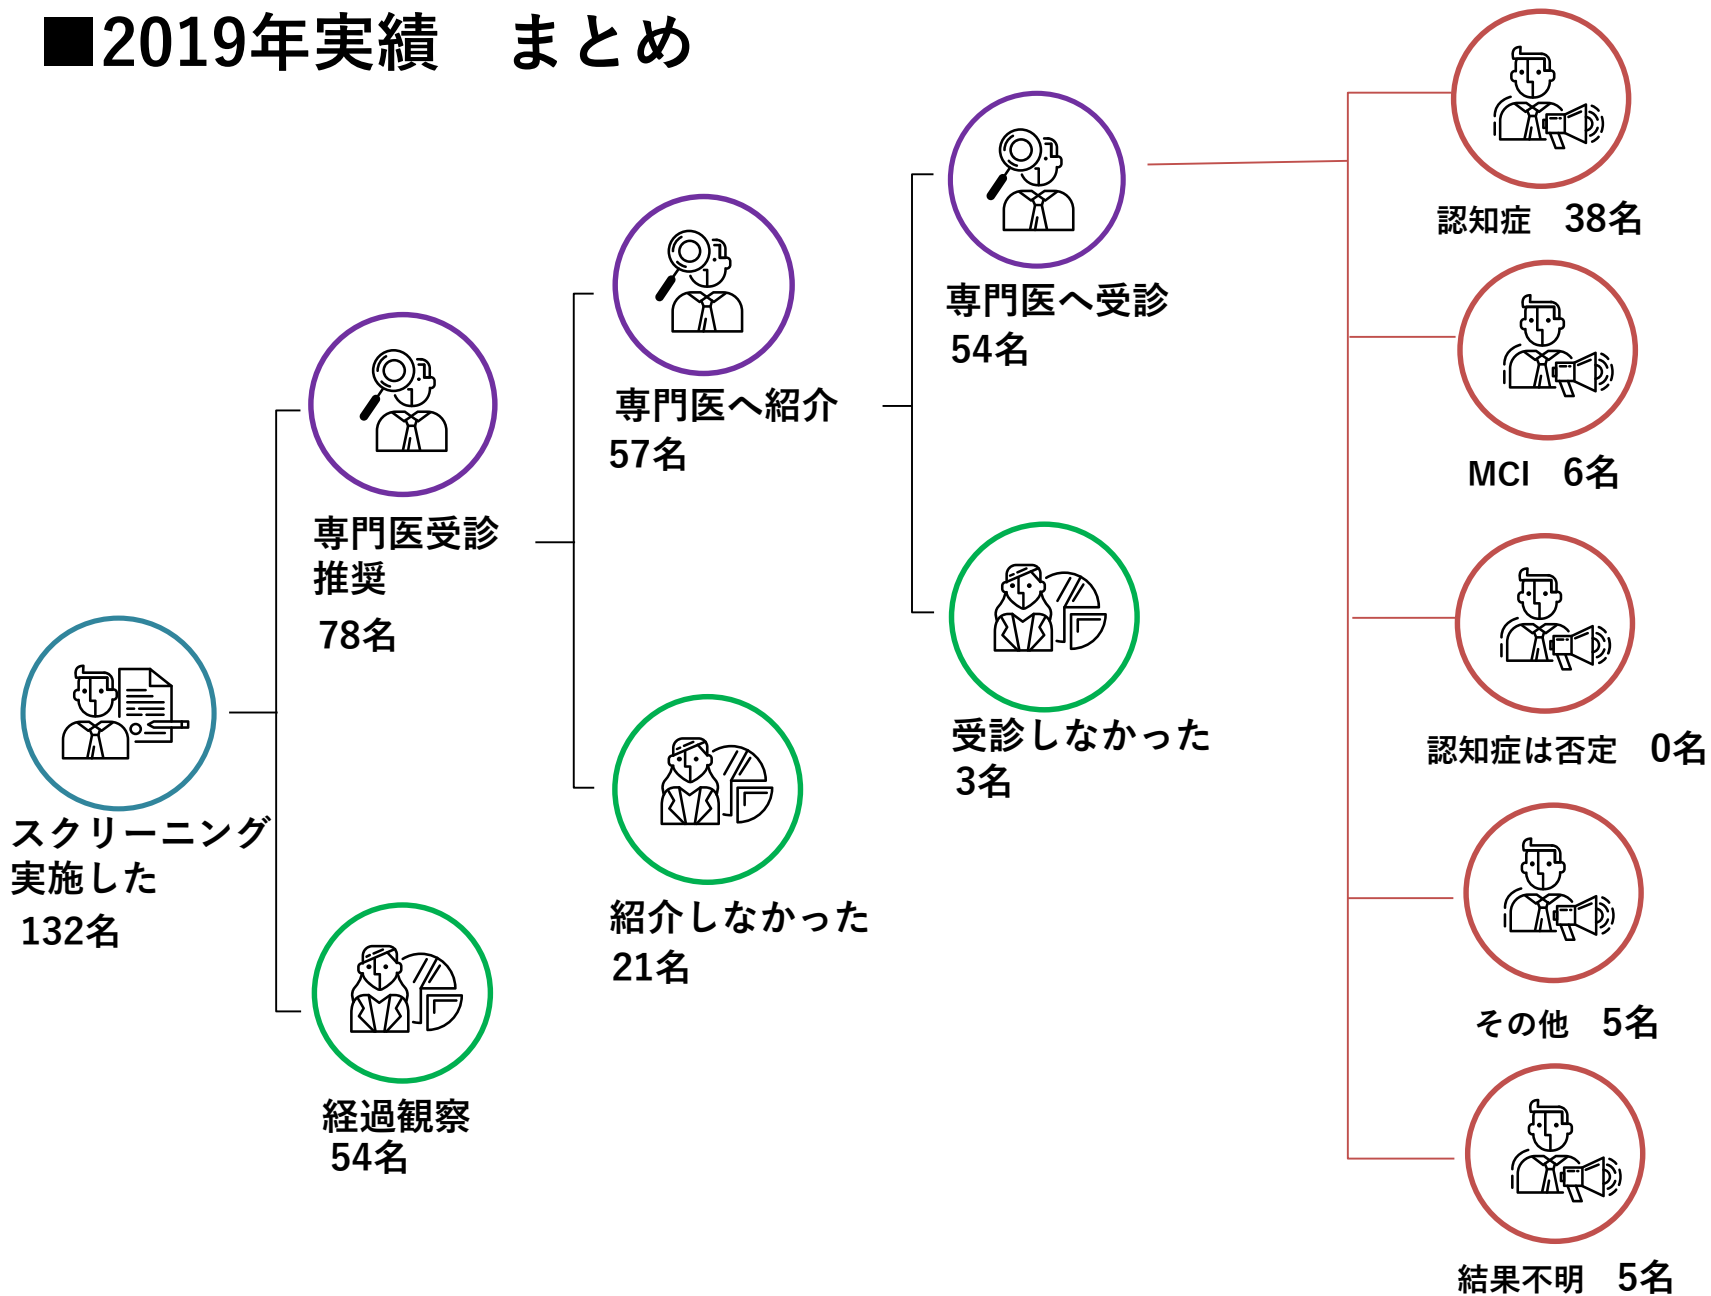 ■2019年実績　まとめ
スクリーニング
実施した
132名
専門医受診
推奨
78名
経過観察
54名
専門医へ紹介
57名
紹介しなかった
21名
専門医へ受診
54名
受診しなかった
3名
認知症　38名
MCI　6名
認知症は否定　0名
その他　5名
結果不明　5名